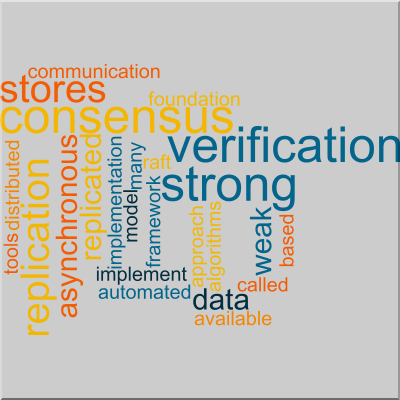 communication
stores
foundation
consensus
verification
strong
distributed
tools
replication
asynchronous
replicated
implementation
model
many
raft
framework
approach
algorithms
weak
based
implement
automated
data
called
available